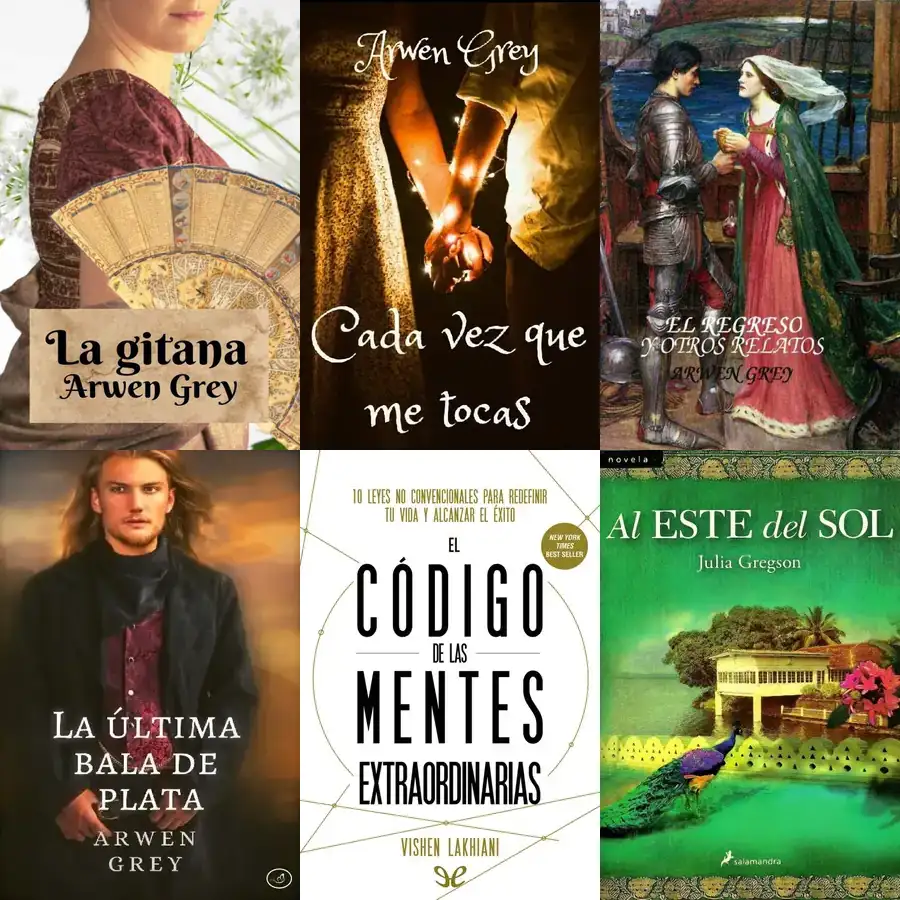 La gitana
Arwen Grey
Arwen Grey
Cada vez que
me tocas
EL REGRESO
Y OTROS RELATOS
ARWEN GREY
LA ÚLTIMA
BALA DE
PLATA
ARWEN
GREY
10 LEYES NO CONVENCIONALES PARA REDEFINIR
TU VIDA Y ALCANZAR EL ÉXITO
NEW YORK
TIMES
BEST SELLER
EL
CÓDIGO
DE LAS
MENTES
EXTRAORDINARIAS
VISHEN LAKHIANI
novela
AL ESTE del SOL
Julia Gregson
salamandra